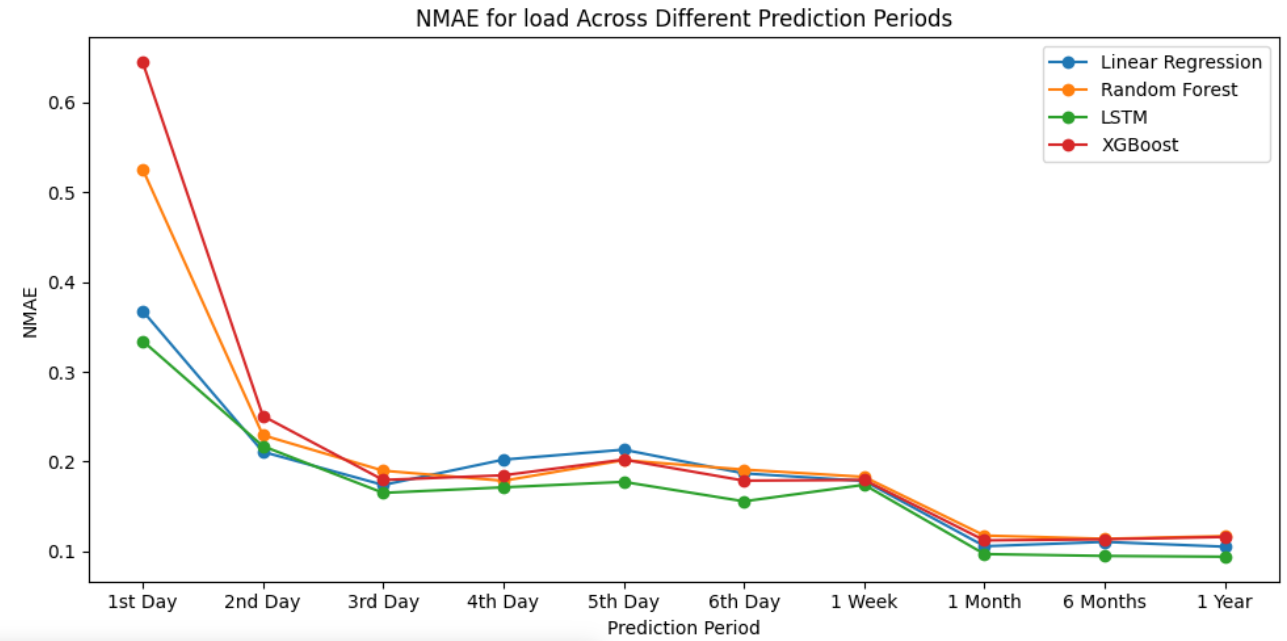 NMAE for load Across Different Prediction Periods
Linear Regression
Random Forest
LSTM
XGBoost
NMAE
0.6
0.5
0.4
0.3
0.2
0.1
1st Day 2nd Day 3rd Day 4th Day 5th Day 6th Day 1 Week 1 Month 6 Months 1 Year
Prediction Period